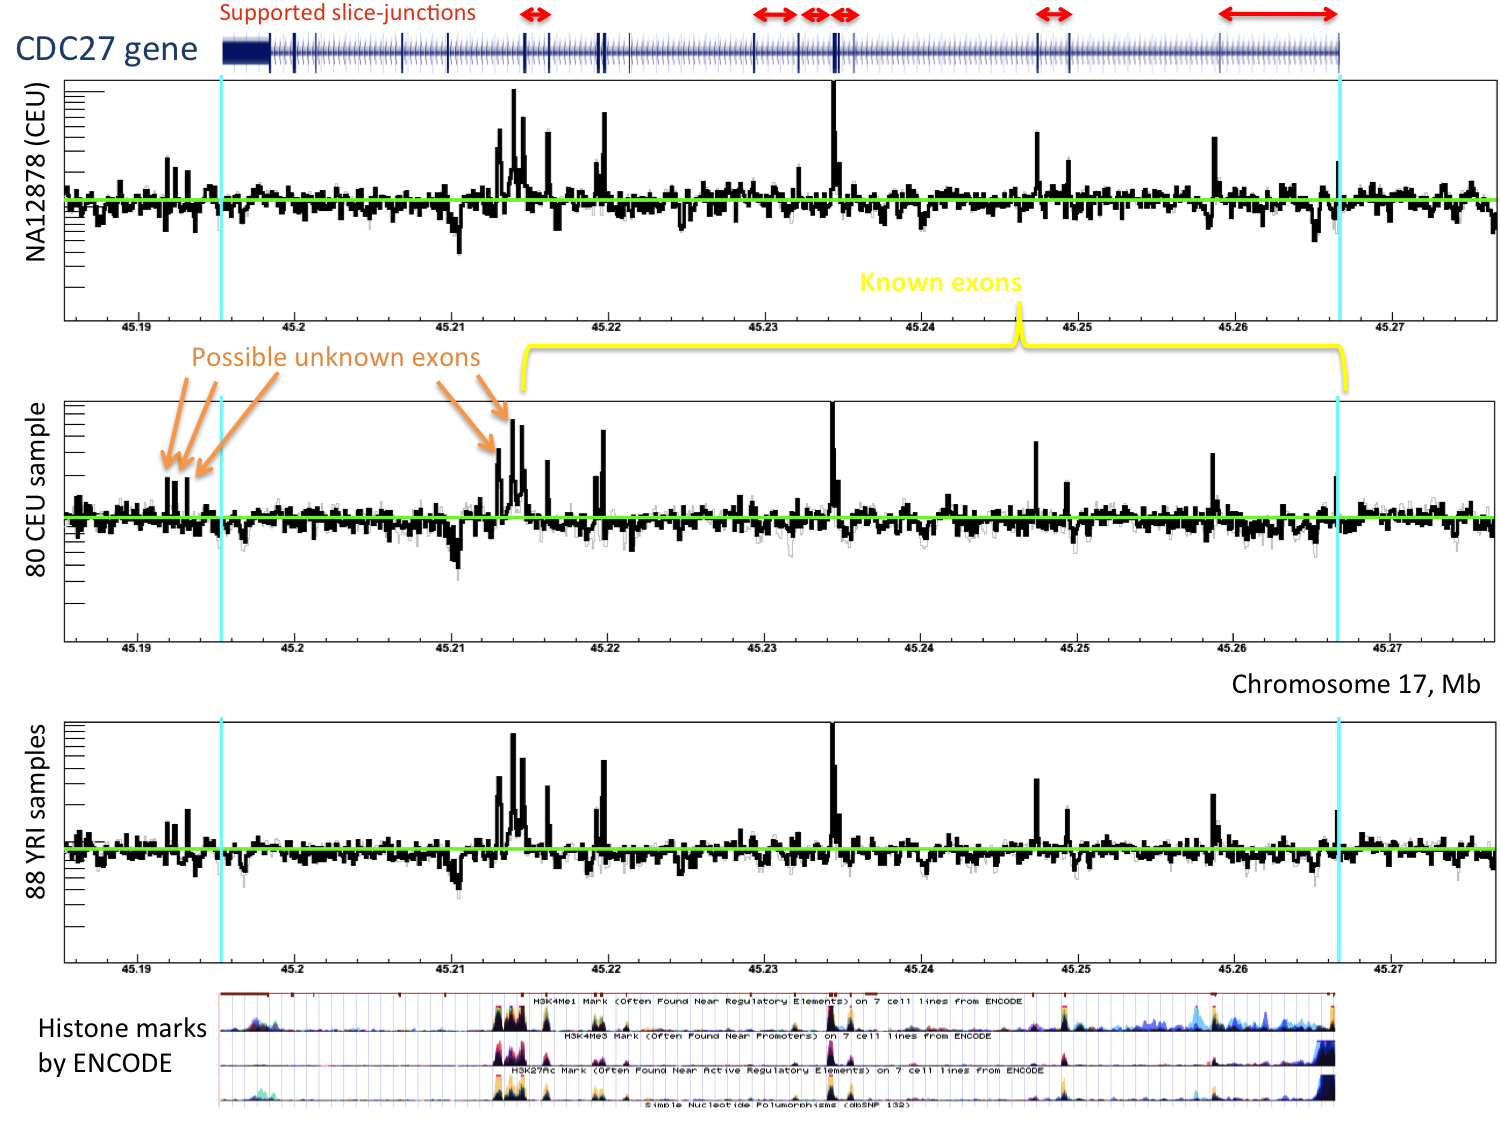 Supported slice-junctions
CDC27 gene
NA12878 (CEU)
45.19 45.2 45.21 45.22 45.23 45.24 45.25 45.26 45.27
Known exons
Possible unknown exons
80 CEU sample
45.19 45.2 45.21 45.22 45.23 45.24 45.25 45.26 45.27
Chromosome 17, Mb
88 YRI samples
45.19 45.2 45.21 45.22 45.23 45.24 45.25 45.26 45.27
Histone marks
by ENCODE
H3K4Me1 Mark (Often Found Near Regulatory Elements) on 7 cell lines from ENCODE
H3K4Me3 Mark (Often Found Near Promoters) on 7 cell lines from ENCODE
H3K27Ac Mark (Often Found Near Active Regulatory Elements) on 7 cell lines from ENCODE
Simple Nucleotide Polymorphisms (dbSNP 132)